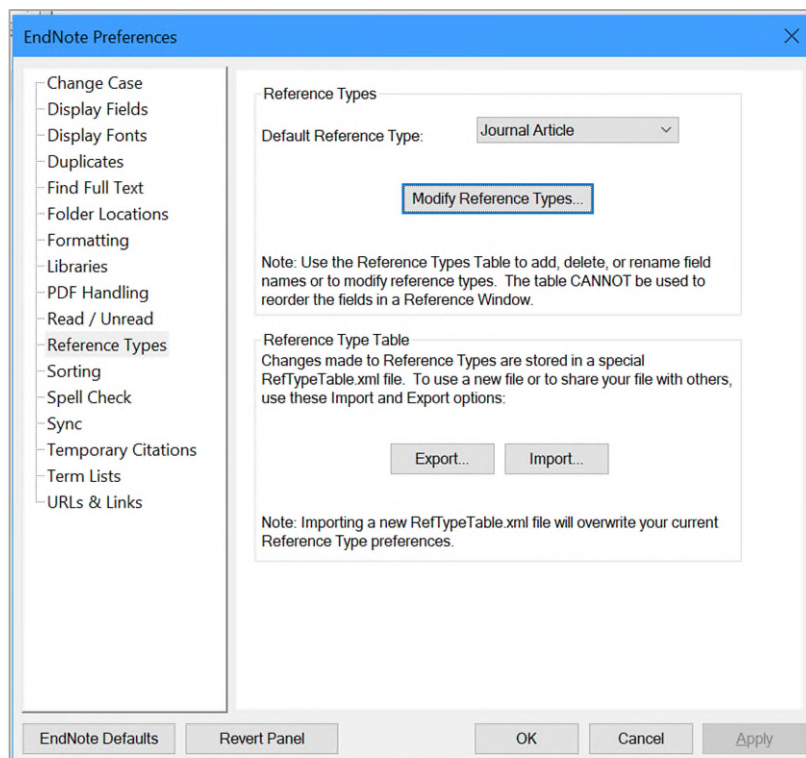 EndNote Preferences
Change Case
Display Fields
Display Fonts
Duplicates
Find Full Text
Folder Locations
Formatting
Libraries
PDF Handling
Read / Unread
Reference Types
Sorting
Spell Check
Sync
Temporary Citations
Term Lists
URLs & Links
Reference Types
Default Reference Type: Journal Article
Modify Reference Types...
Note: Use the Reference Types Table to add, delete, or rename field
names or to modify reference types. The table CANNOT be used to
reorder the fields in a Reference Window.
Reference Type Table
Changes made to Reference Types are stored in a special
RefTypeTable.xml file. To use a new file or to share your file with others,
use these Import and Export options:
Export... Import...
Note: Importing a new RefTypeTable.xml file will overwrite your current
Reference Type preferences.
EndNote Defaults Revert Panel OK Cancel Apply